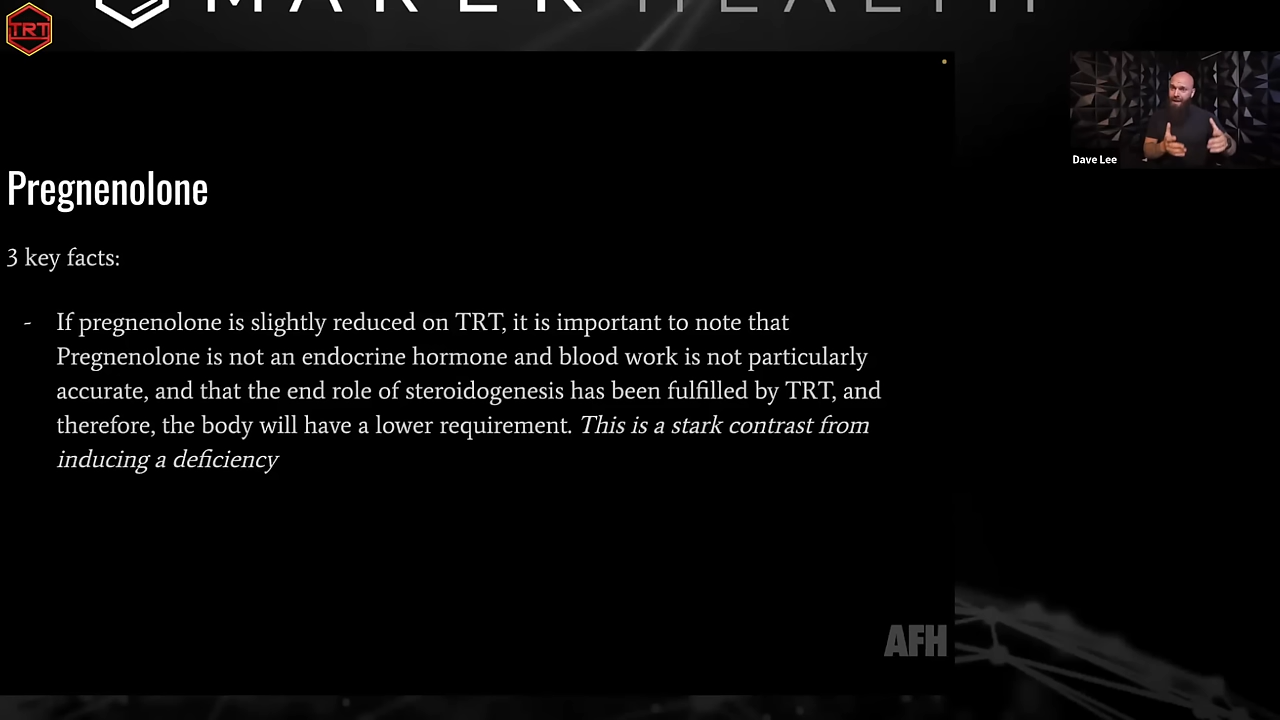 TRT
Dave Lee
Pregnenolone
3 key facts:
- If pregnenolone is slightly reduced on TRT, it is important to note that
Pregnenolone is not an endocrine hormone and blood work is not particularly
accurate, and that the end role of steroidogenesis has been fulfilled by TRT, and
therefore, the body will have a lower requirement. This is a stark contrast from
inducing a deficiency
AFH